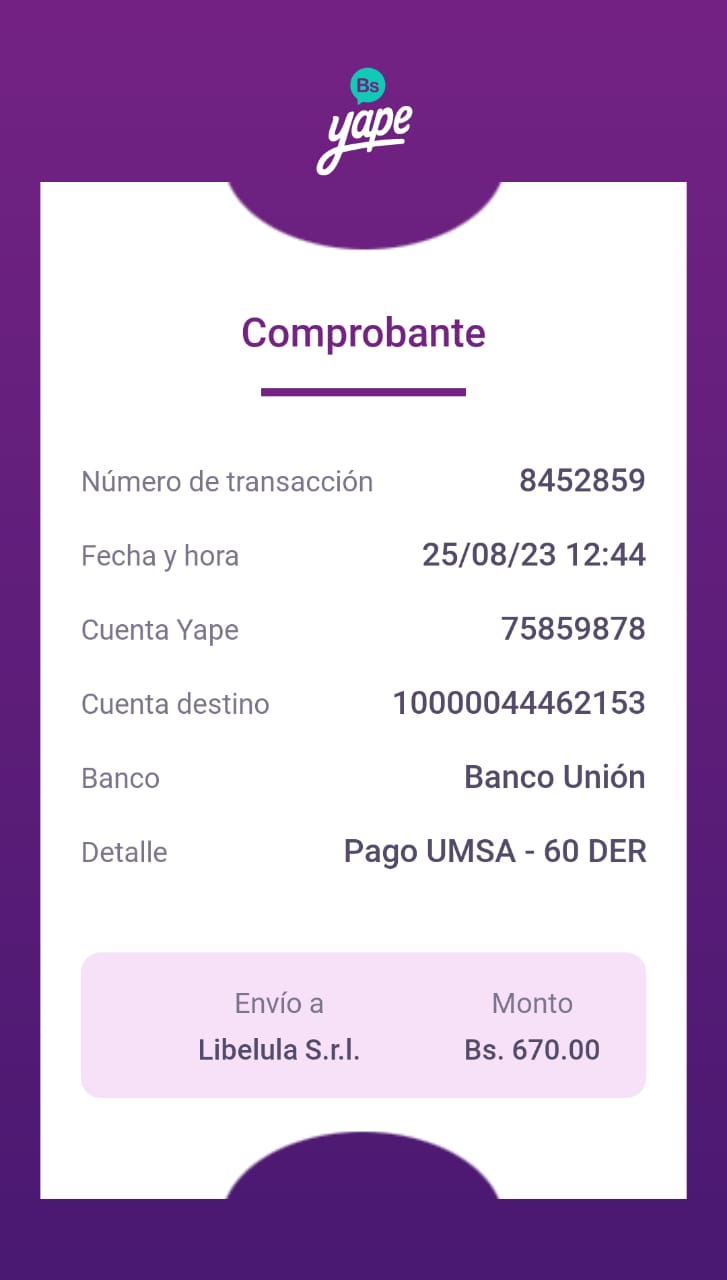 Bs
yape
Comprobante
Número de transacción 8452859
Fecha y hora 25/08/23 12:44
Cuenta Yape 75859878
Cuenta destino 10000044462153
Banco Banco Unión
Detalle Pago UMSA - 60 DER
Envío a Monto
Libelula S.r.l. Bs. 670.00